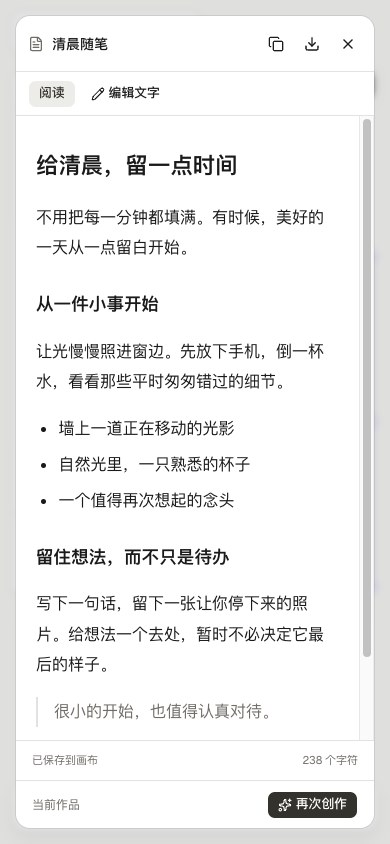 清晨随笔
阅读
编辑文字
给清晨，留一点时间
不用把每一分钟都填满。有时候，美好的
一天从一点留白开始。
从一件小事开始
让光慢慢照进窗边。先放下手机，倒一杯
水，看看那些平时匆匆错过的细节。
墙上一道正在移动的光影
自然光里，一只熟悉的杯子
一个值得再次想起的念头
留住想法，而不只是待办
写下一句话，留下一张让你停下来的照
片。给想法一个去处，暂时不必决定它最
后的样子。
很小的开始，也值得认真对待。
已保存到画布
238 个字符
当前作品
再次创作